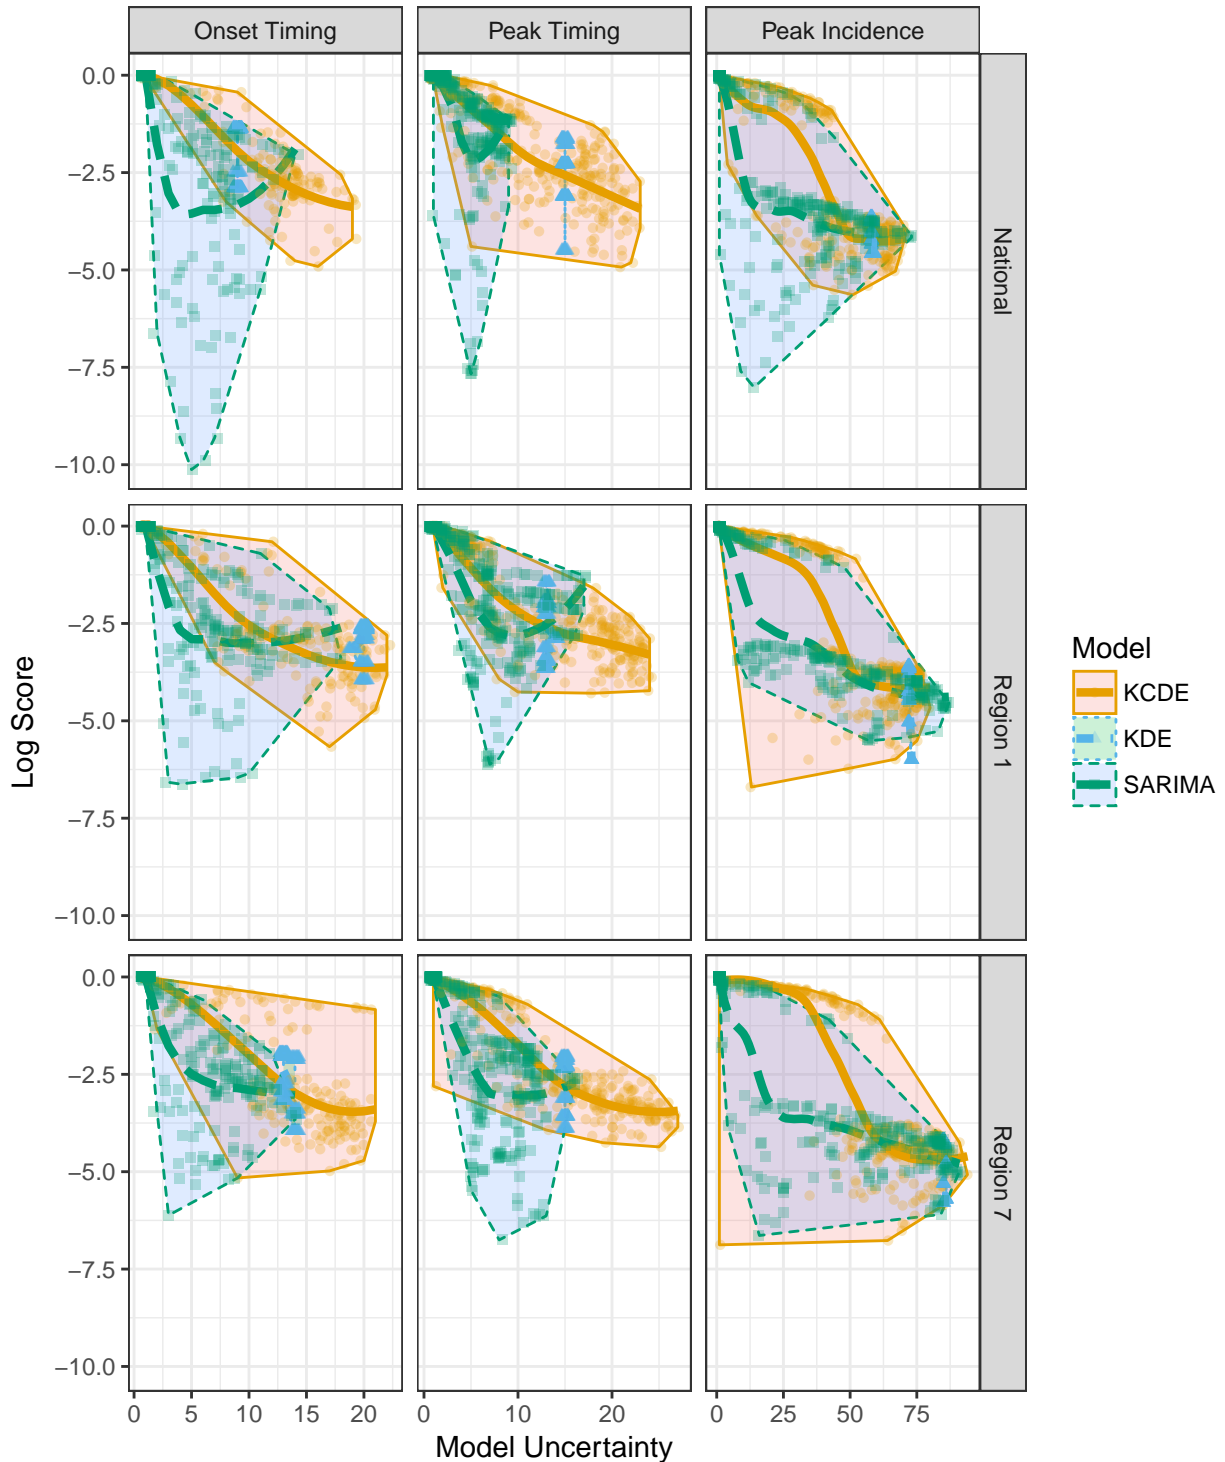 Onset Timing Peak Timing Peak Incidence
0.0
−2.5
−5.0
−7.5
−10.0
National
0.0
−2.5
−5.0
−7.5
−10.0
Region 1
0.0
−2.5
−5.0
−7.5
−10.0
Region 7
0 5 10 15 20 0 10 20 0 25 50 75
Model Uncertainty
Log Score
Model
KCDE
KDE
SARIMA